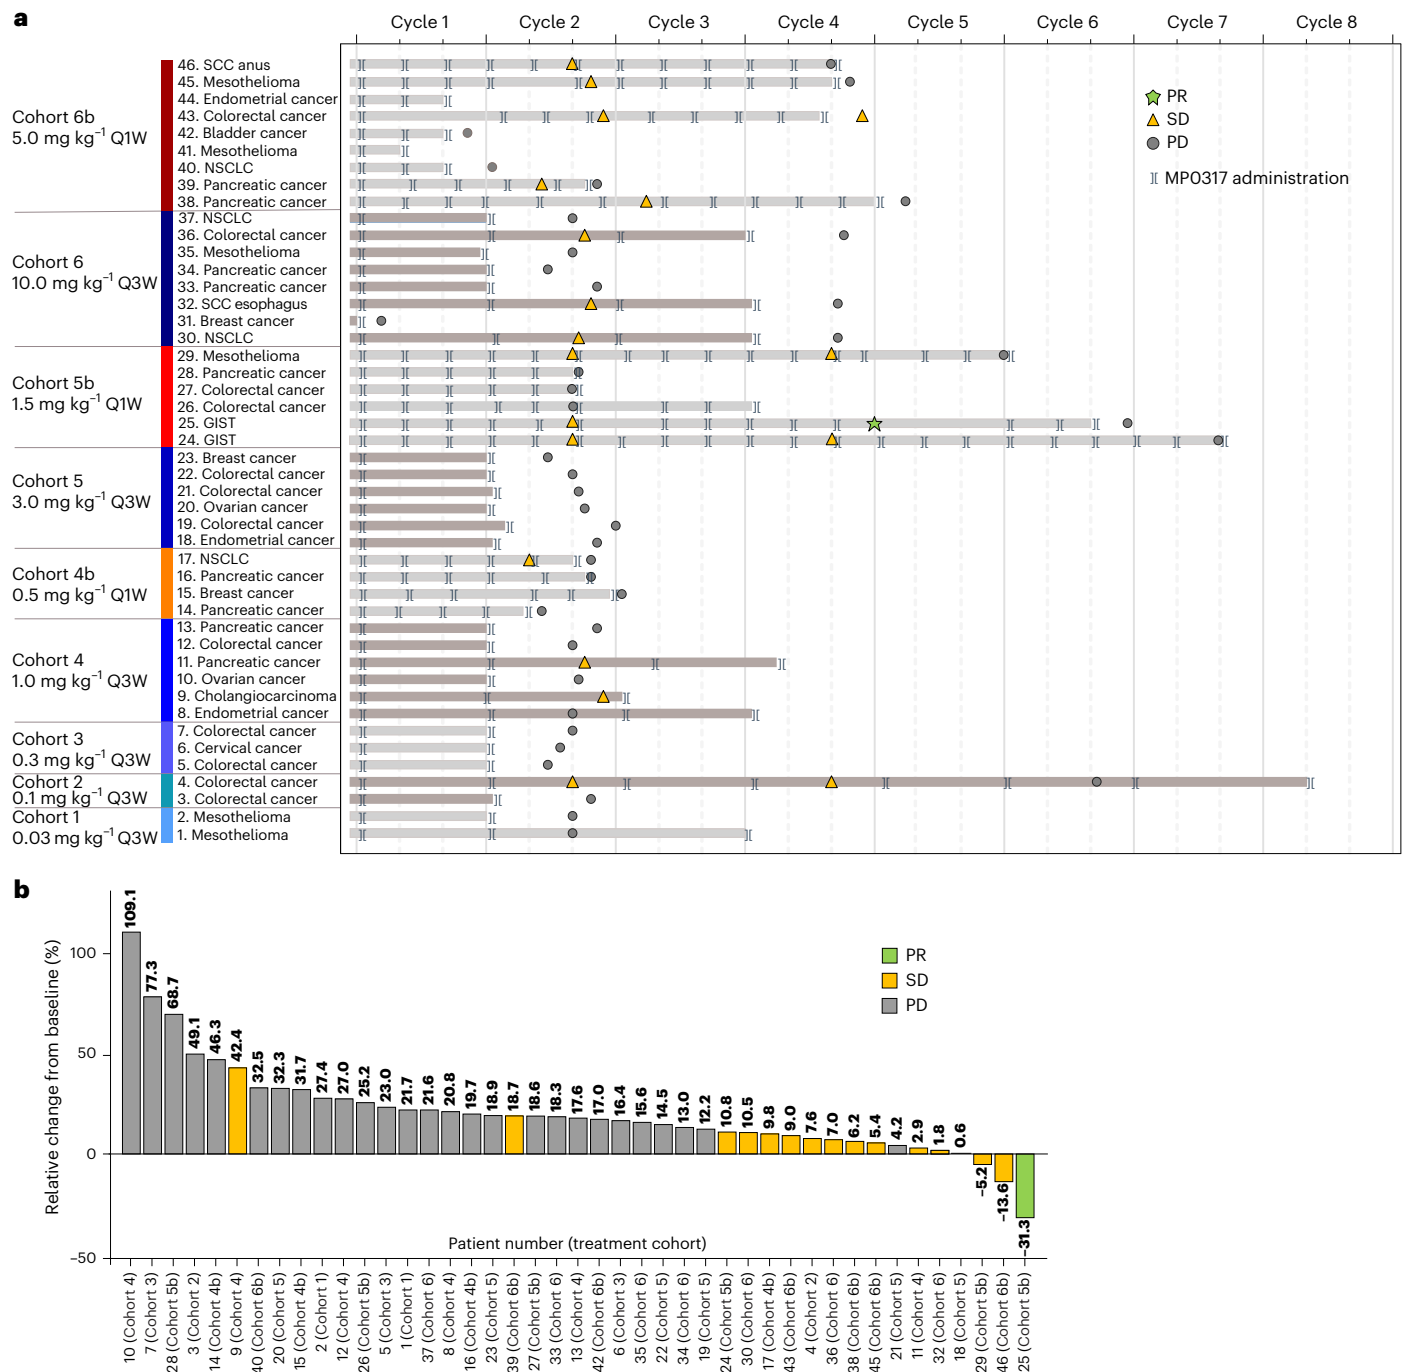 a
Cycle 1 Cycle 2 Cycle 3 Cycle 4 Cycle 5 Cycle 6 Cycle 7 Cycle 8
Cohort 6b
5.0 mg kg⁻¹ Q1W
46. SCC anus
45. Mesothelioma
44. Endometrial cancer
43. Colorectal cancer
42. Bladder cancer
41. Mesothelioma
40. NSCLC
39. Pancreatic cancer
38. Pancreatic cancer
PR
SD
PD
MP0317 administration
Cohort 6
10.0 mg kg⁻¹ Q3W
37. NSCLC
36. Colorectal cancer
35. Mesothelioma
34. Pancreatic cancer
33. Pancreatic cancer
32. SCC esophagus
31. Breast cancer
30. NSCLC
Cohort 5b
1.5 mg kg⁻¹ Q1W
29. Mesothelioma
28. Pancreatic cancer
27. Colorectal cancer
26. Colorectal cancer
25. GIST
24. GIST
Cohort 5
3.0 mg kg⁻¹ Q3W
23. Breast cancer
22. Colorectal cancer
21. Colorectal cancer
20. Ovarian cancer
19. Colorectal cancer
18. Endometrial cancer
Cohort 4b
0.5 mg kg⁻¹ Q1W
17. NSCLC
16. Pancreatic cancer
15. Breast cancer
14. Pancreatic cancer
Cohort 4
1.0 mg kg⁻¹ Q3W
13. Pancreatic cancer
12. Colorectal cancer
11. Pancreatic cancer
10. Ovarian cancer
9. Cholangiocarcinoma
8. Endometrial cancer
Cohort 3
0.3 mg kg⁻¹ Q3W
7. Colorectal cancer
6. Cervical cancer
5. Colorectal cancer
Cohort 2
0.1 mg kg⁻¹ Q3W
4. Colorectal cancer
3. Colorectal cancer
Cohort 1
0.03 mg kg⁻¹ Q3W
2. Mesothelioma
1. Mesothelioma
b
Relative change from baseline (%)
100
50
0
–50
109.1
77.3
68.7
49.1
46.3
42.4
32.5
32.3
31.7
27.4
27.0
25.2
23.0
21.7
21.6
20.8
19.7
18.9
18.7
18.6
18.3
17.6
17.0
16.4
15.6
14.5
13.0
12.2
10.8
10.5
9.8
9.0
7.6
7.0
6.2
5.4
4.2
2.9
1.8
0.6
–5.2
–13.6
–31.3
PR
SD
PD
Patient number (treatment cohort)
10 (Cohort 4)
7 (Cohort 3)
28 (Cohort 5b)
3 (Cohort 2)
14 (Cohort 4b)
9 (Cohort 4)
40 (Cohort 6b)
20 (Cohort 5)
15 (Cohort 4b)
2 (Cohort 1)
12 (Cohort 4)
26 (Cohort 5b)
5 (Cohort 3)
1 (Cohort 1)
37 (Cohort 6)
8 (Cohort 4)
16 (Cohort 4b)
23 (Cohort 5)
39 (Cohort 6b)
27 (Cohort 5b)
33 (Cohort 6)
13 (Cohort 4)
42 (Cohort 6b)
6 (Cohort 3)
35 (Cohort 6)
22 (Cohort 5)
34 (Cohort 6)
19 (Cohort 5)
24 (Cohort 5b)
30 (Cohort 6)
17 (Cohort 4b)
43 (Cohort 6b)
4 (Cohort 2)
36 (Cohort 6)
38 (Cohort 6b)
45 (Cohort 6b)
21 (Cohort 5)
11 (Cohort 4)
32 (Cohort 6)
18 (Cohort 5)
29 (Cohort 5b)
46 (Cohort 6b)
25 (Cohort 5b)